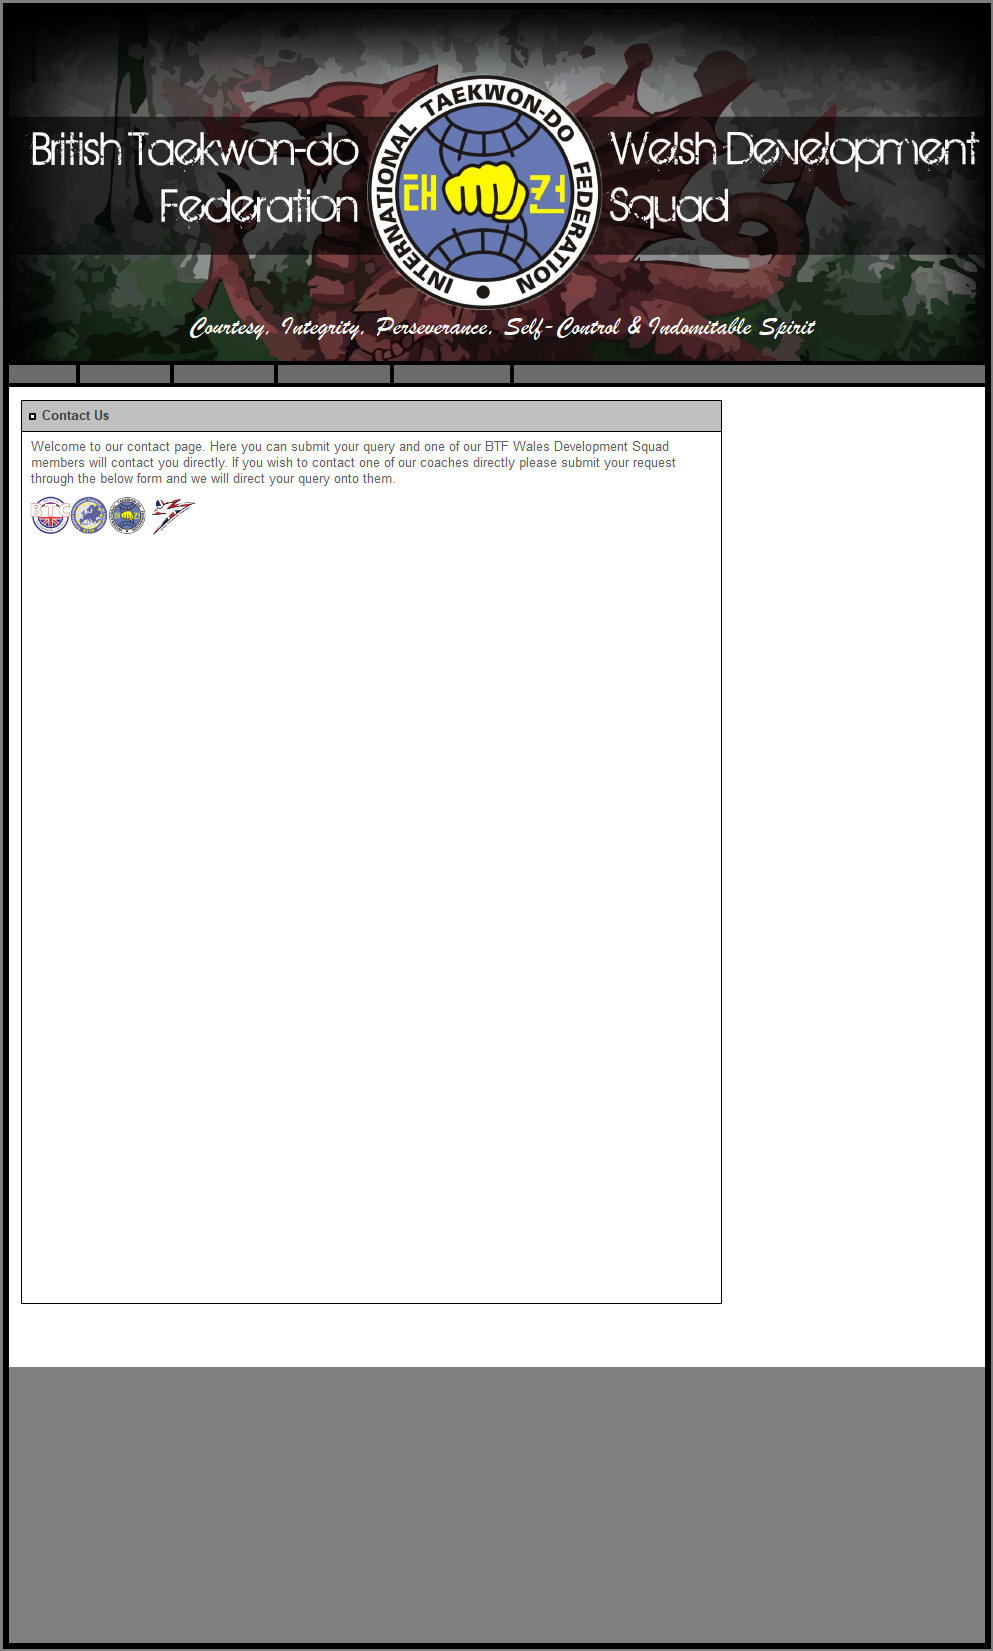 British Taekwon-do
Federation
INTERNATIONAL TAEKWON-DO FEDERATION
태 권
Welsh Development
Squad
Courtesy, Integrity, Perseverance, Self-Control & Indomitable Spirit
Contact Us
Welcome to our contact page. Here you can submit your query and one of our BTF Wales Development Squad
members will contact you directly. If you wish to contact one of our coaches directly please submit your request
through the below form and we will direct your query onto them.
BTC